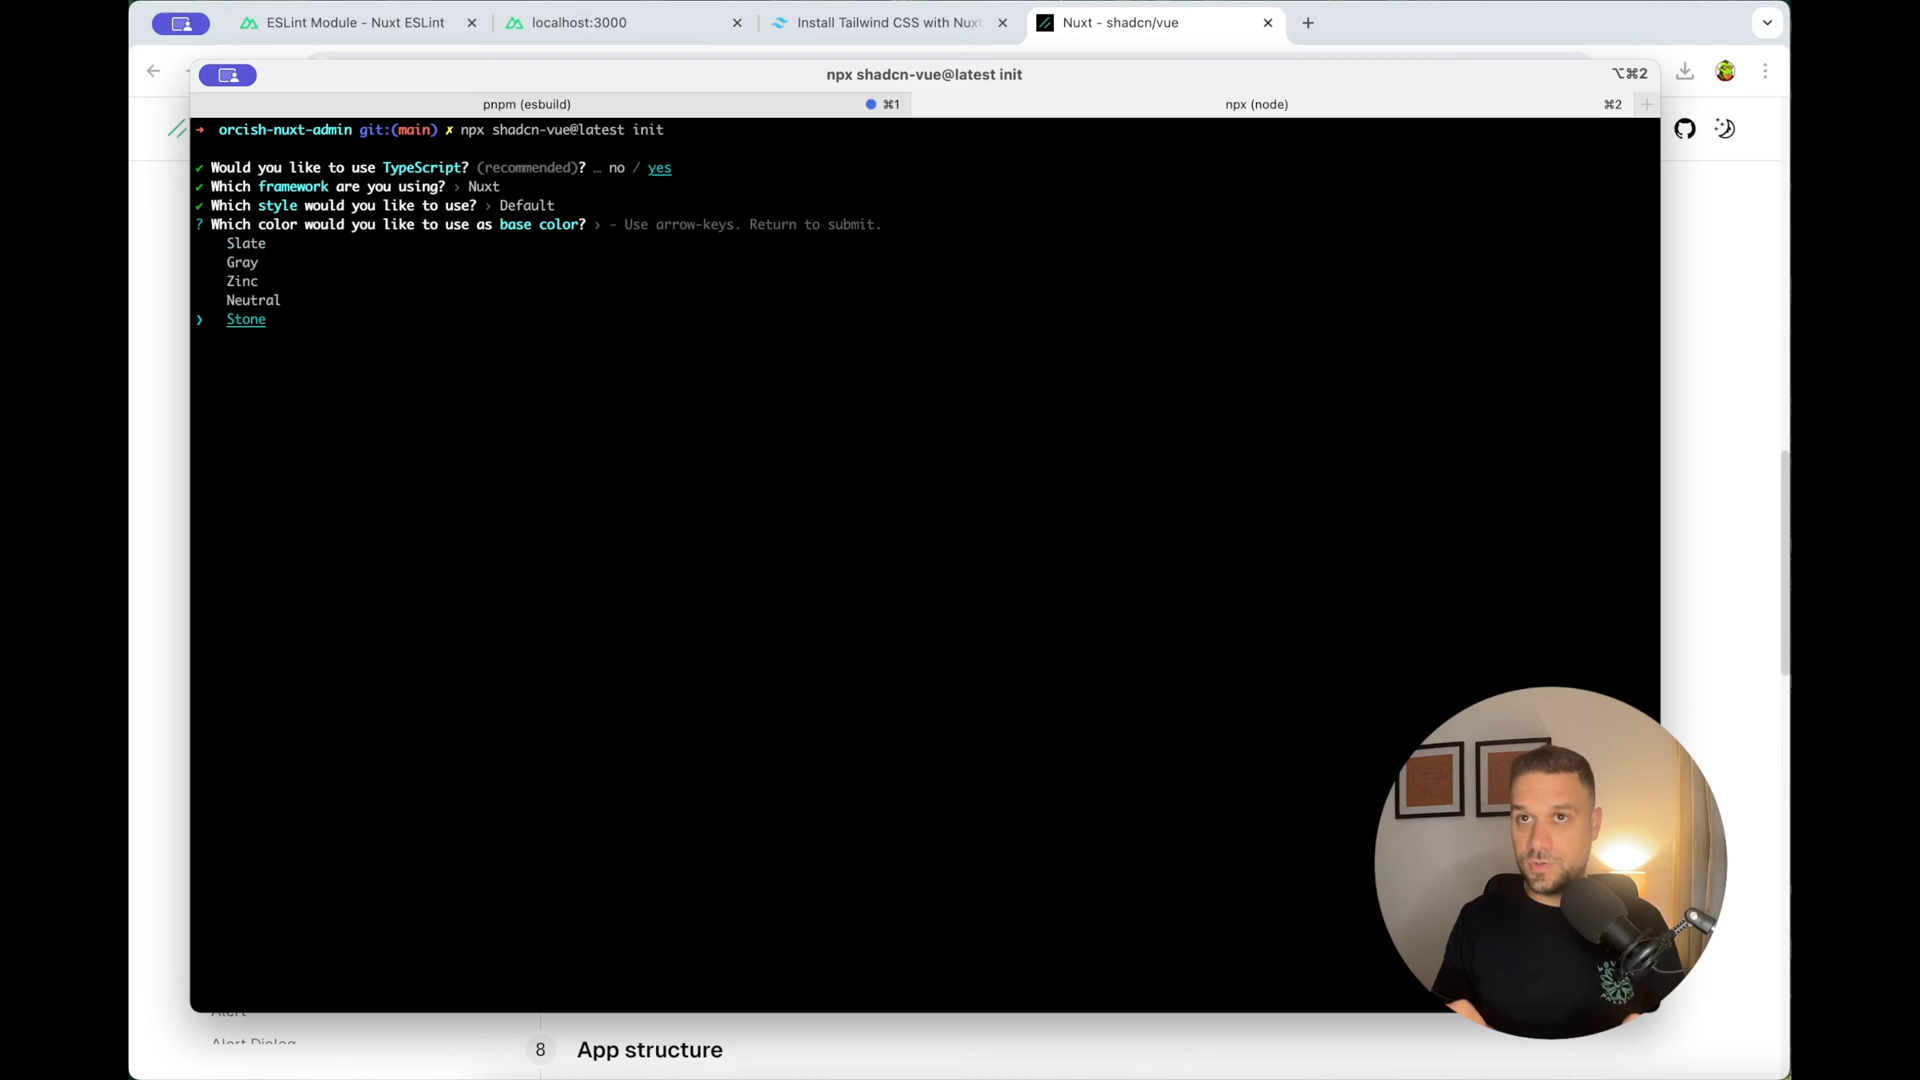 ESLint Module - Nuxt ESLint
localhost:3000
Install Tailwind CSS with Nuxt
Nuxt - shadcn/vue
npx shadcn-vue@latest init
⌥⌘2
pnpm (esbuild)
⌘1
npx (node)
⌘2
➜ orcish-nuxt-admin git:(main) ✗ npx shadcn-vue@latest init
✔ Would you like to use TypeScript? (recommended)? … no / yes
✔ Which framework are you using? › Nuxt
✔ Which style would you like to use? › Default
? Which color would you like to use as base color? › - Use arrow-keys. Return to submit.
Slate
Gray
Zinc
Neutral
❯ Stone
Alert
Alert Dialog
8 App structure